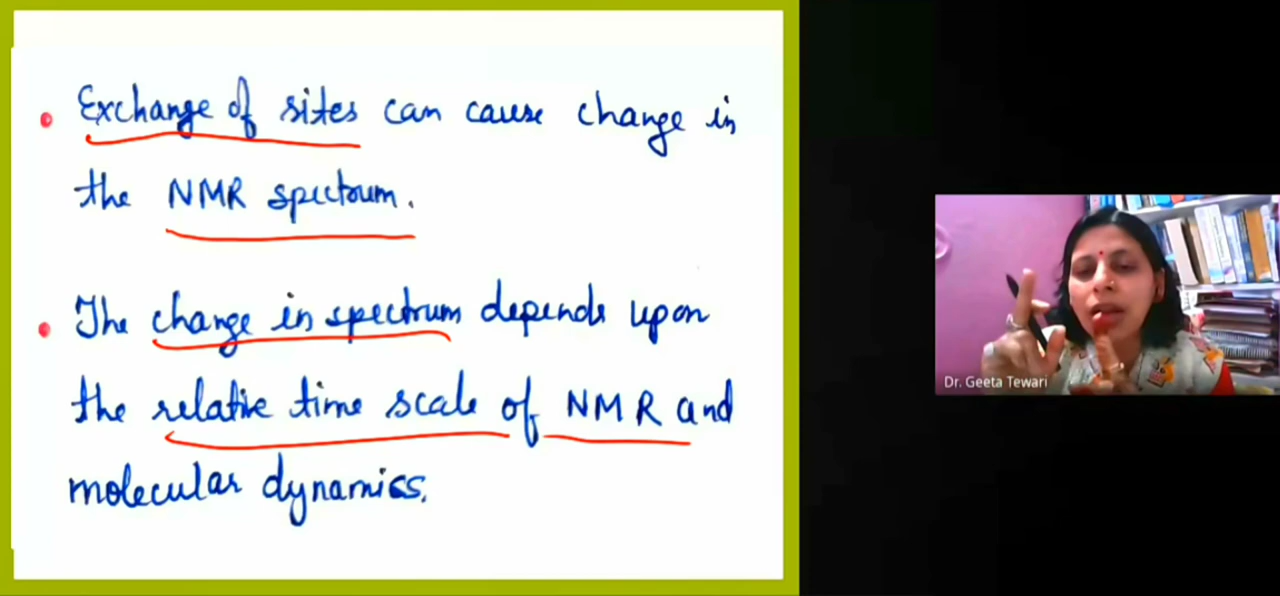 Exchange of sites can cause change in
the NMR spectrum.
The change in spectrum depends upon
the relative time scale of NMR and
molecular dynamics.
Dr. Geeta Tewari